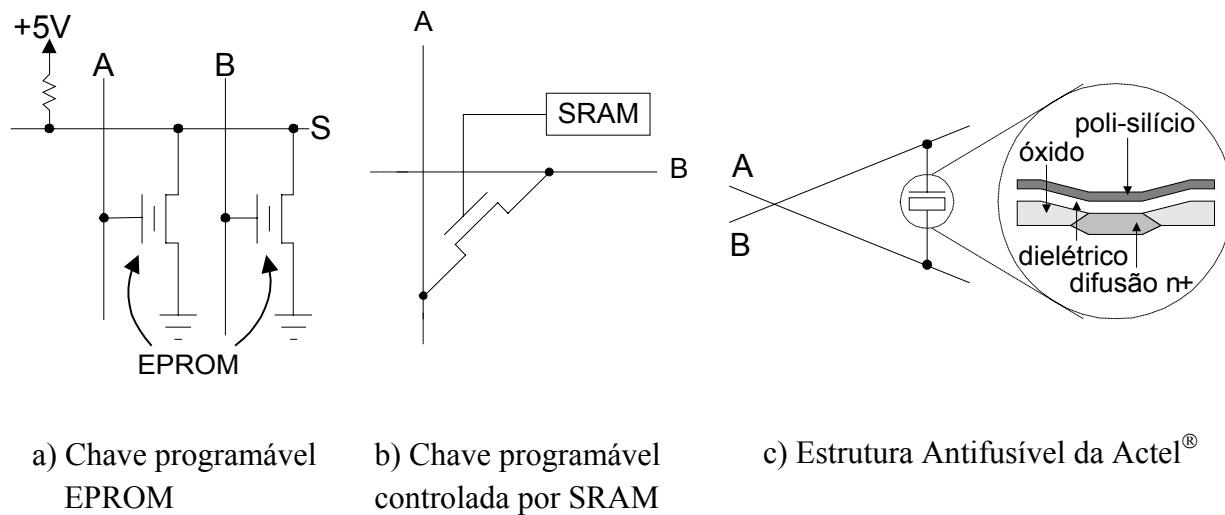 +5V
A
B
S
EPROM
a) Chave programável
EPROM
A
SRAM
B
b) Chave programável
controlada por SRAM
A
B
poli-silício
óxido
dielétrico
difusão n+
c) Estrutura Antifusível da Actel®